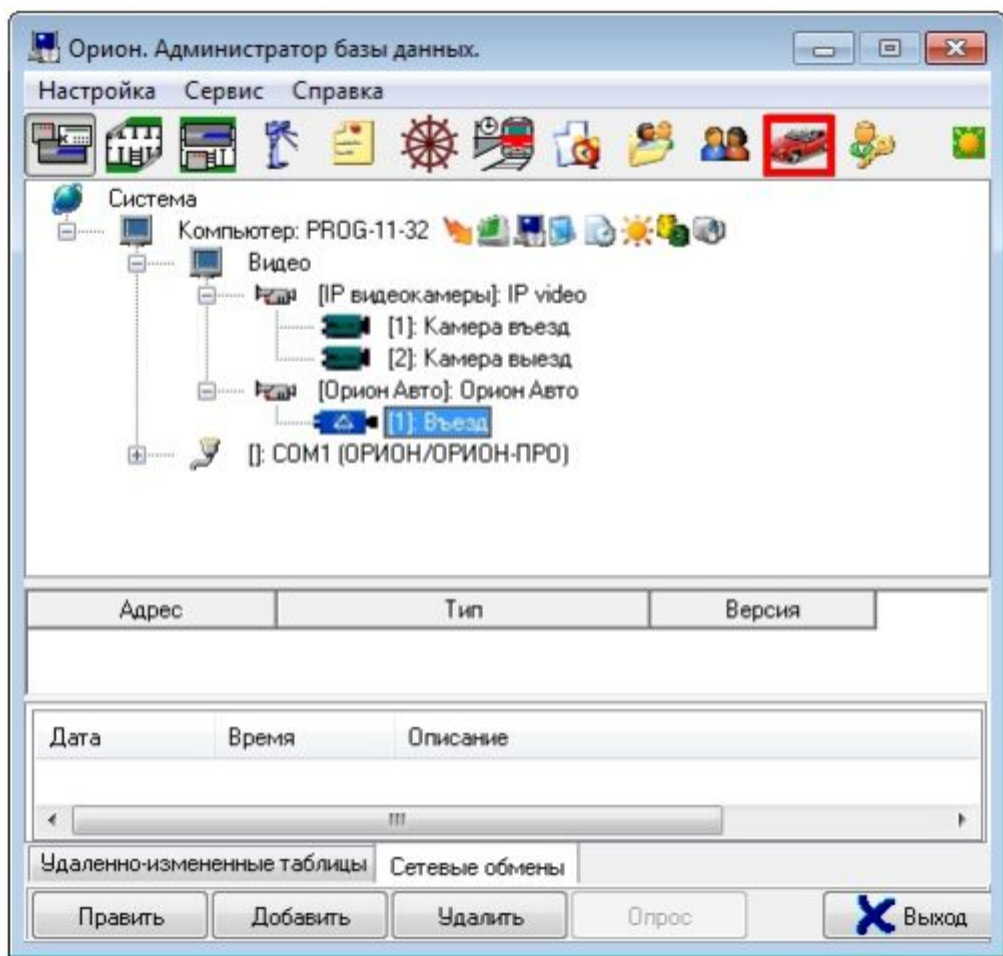 Орион. Администратор базы данных.
Настройка Сервис Справка
Система
Компьютер: PROG-11-32
Видео
[IP видеокамеры]: IP video
[1]: Камера въезд
[2]: Камера выезд
[Орион Авто]: Орион Авто
[1]: Въезд
[]: COM1 (ОРИОН/ОРИОН-ПРО)
Адрес Тип Версия
Дата Время Описание
Удаленно-измененные таблицы Сетевые обмены
Править Добавить Удалить Опрос Выход